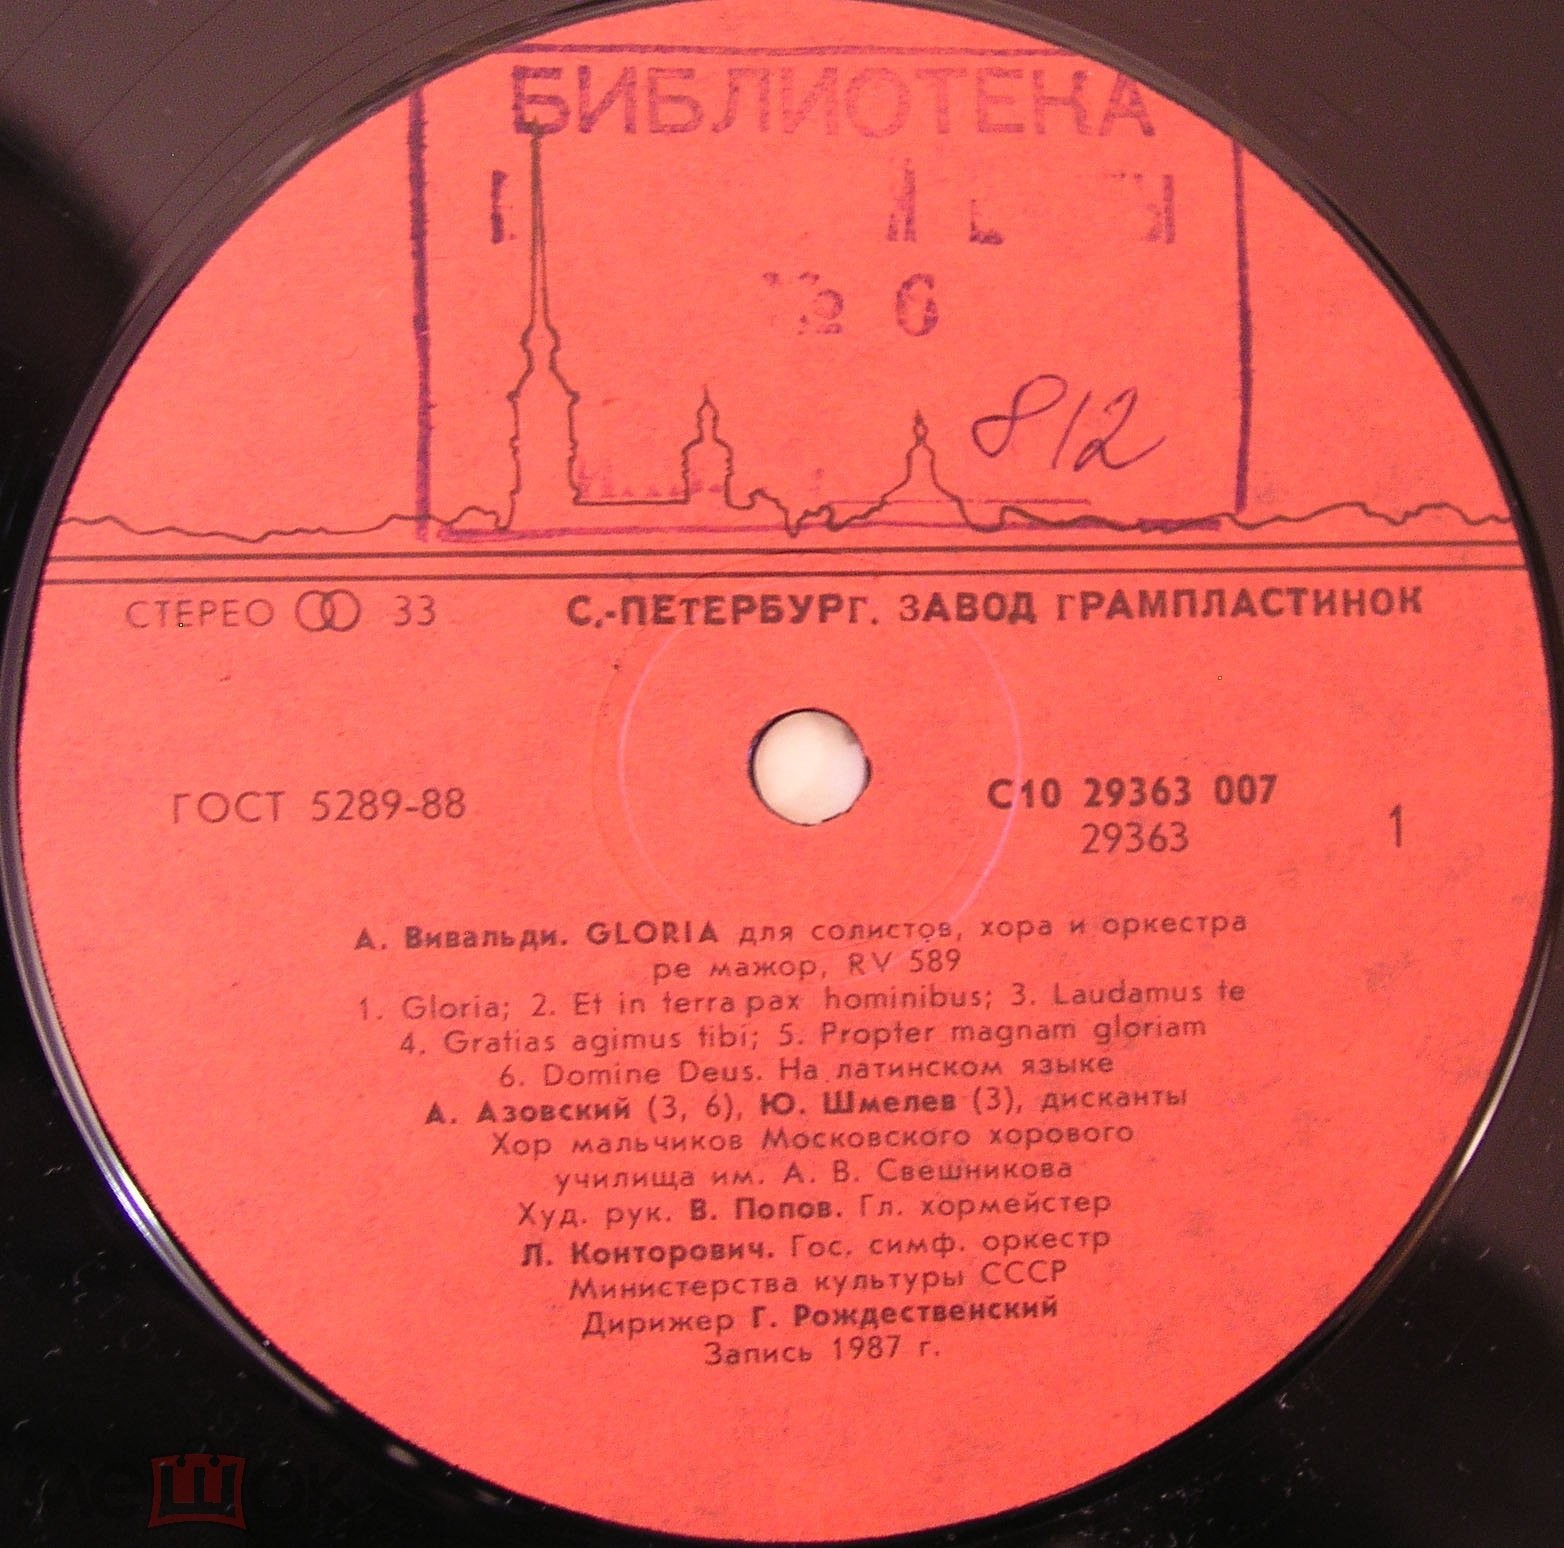 БИБЛИОТЕКА
№ 6
812
СТЕРЕО 33 С.-ПЕТЕРБУРГ. ЗАВОД ГРАМПЛАСТИНОК
ГОСТ 5289-88
С10 29363 007
29363
1
А. Вивальди. GLORIA для солистов, хора и оркестра
ре мажор, RV 589
1. Gloria; 2. Et in terra pax hominibus; 3. Laudamus te
4. Gratias agimus tibi; 5. Propter magnam gloriam
6. Domine Deus. На латинском языке
А. Азовский (3, 6), Ю. Шмелев (3), дисканты
Хор мальчиков Московского хорового
училища им. А. В. Свешникова
Худ. рук. В. Попов. Гл. хормейстер
Л. Конторович. Гос. симф. оркестр
Министерства культуры СССР
Дирижер Г. Рождественский
Запись 1987 г.
мешок